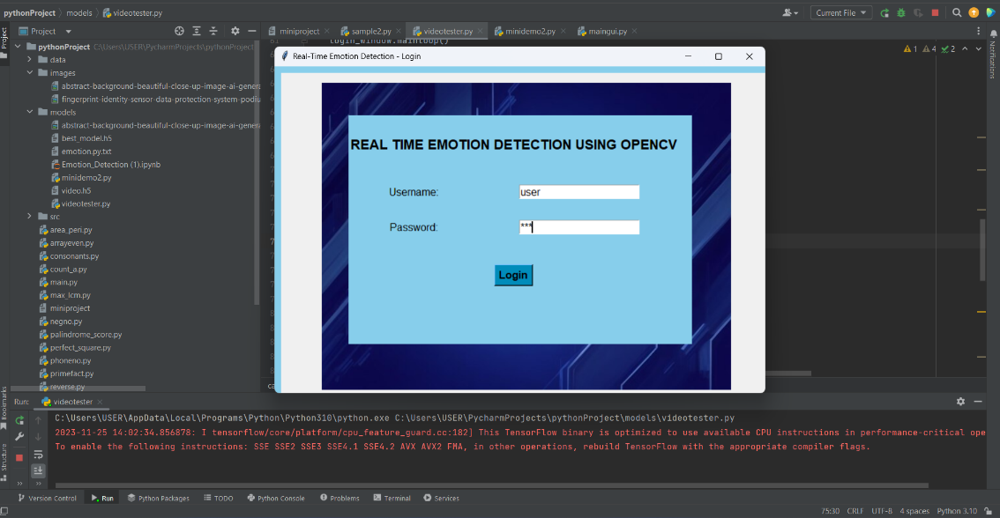 pythonProject models videotester.py
Current File
Project
miniproject
sample2.py
videotester.py
minidemo2.py
maingui.py
Project
Notifications
login_window.mainloop()
1 4 2
pythonProject C:\Users\USER\PycharmProjects\pythonProject
data
images
abstract-background-beautiful-close-up-image-ai-genera
fingerprint-identity-sensor-data-protection-system-podiu
models
abstract-background-beautiful-close-up-image-ai-genera
best_model.h5
emotion.py.txt
Emotion_Detection (1).ipynb
minidemo2.py
video.h5
videotester.py
src
area_peri.py
arrayeven.py
consonants.py
count_a.py
main.py
max_lcm.py
miniproject
negno.py
palindrome_score.py
perfect_square.py
phoneno.py
primefact.py
reverse.py
Real-Time Emotion Detection - Login
REAL TIME EMOTION DETECTION USING OPENCV
Username: user
Password: ***
Login
Bookmarks
Structure
Run: videotester
C:\Users\USER\AppData\Local\Programs\Python\Python310\python.exe C:\Users\USER\PycharmProjects\pythonProject\models\videotester.py
2023-11-25 14:02:34.856878: I tensorflow/core/platform/cpu_feature_guard.cc:182] This TensorFlow binary is optimized to use available CPU instructions in performance-critical ope
To enable the following instructions: SSE SSE2 SSE3 SSE4.1 SSE4.2 AVX AVX2 FMA, in other operations, rebuild TensorFlow with the appropriate compiler flags.
Version Control Run Python Packages TODO Python Console Problems Terminal Services
75:30 CRLF UTF-8 4 spaces Python 3.10